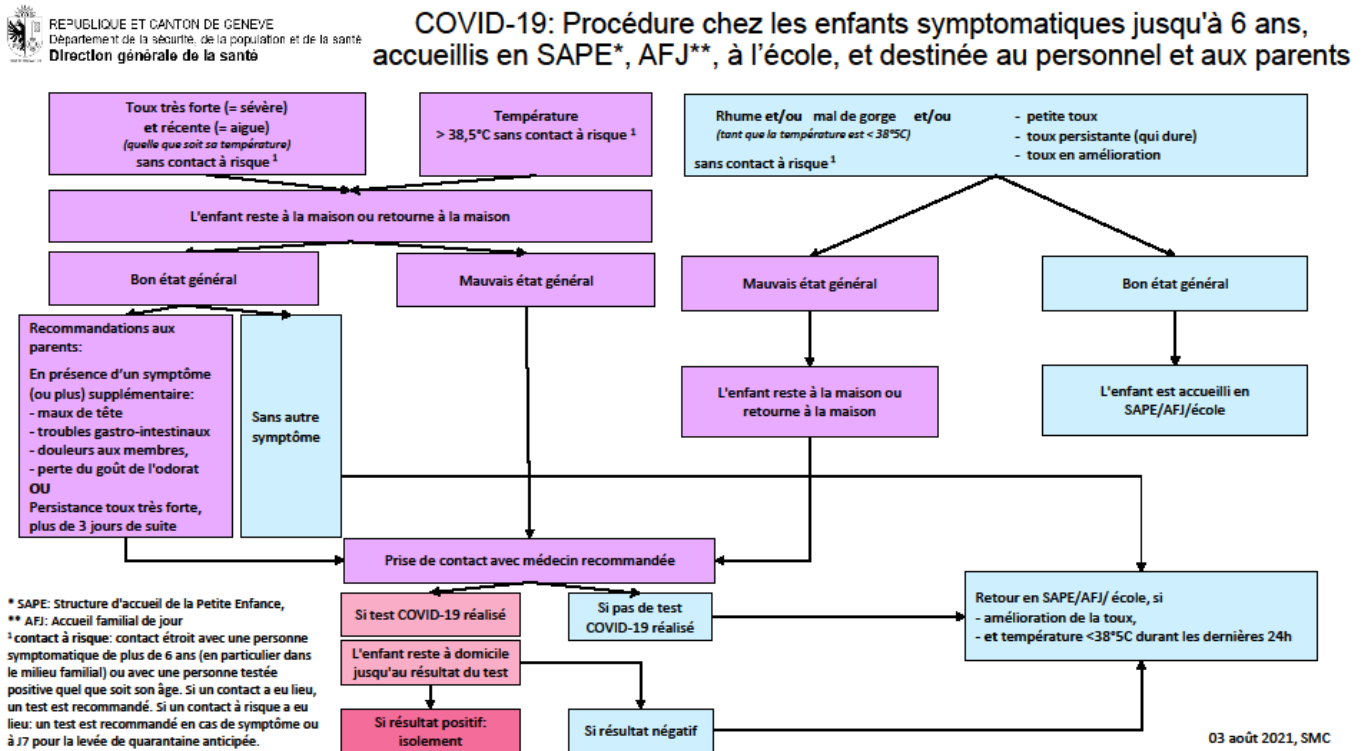 REPUBLIQUE ET CANTON DE GENEVE
Département de la sécurité, de la population et de la santé
Direction générale de la santé
COVID-19: Procédure chez les enfants symptomatiques jusqu'à 6 ans,
accueillis en SAPE*, AFJ**, à l'école, et destinée au personnel et aux parents
Toux très forte (= sévère)
et récente (= aigue)
(quelle que soit sa température)
sans contact à risque ¹
Température
> 38,5°C sans contact à risque ¹
Rhume et/ou mal de gorge et/ou
(tant que la température est < 38°5C)
sans contact à risque ¹
- petite toux
- toux persistante (qui dure)
- toux en amélioration
L'enfant reste à la maison ou retourne à la maison
Bon état général
Mauvais état général
Mauvais état général
Bon état général
Recommandations aux
parents:
En présence d'un symptôme
(ou plus) supplémentaire:
- maux de tête
- troubles gastro-intestinaux
- douleurs aux membres,
- perte du goût de l'odorat
OU
Persistance toux très forte,
plus de 3 jours de suite
Sans autre
symptôme
L'enfant reste à la maison ou
retourne à la maison
L'enfant est accueilli en
SAPE/AFJ/école
Prise de contact avec médecin recommandée
Si test COVID-19 réalisé
Si pas de test
COVID-19 réalisé
L'enfant reste à domicile
jusqu'au résultat du test
Si résultat positif:
isolement
Si résultat négatif
Retour en SAPE/AFJ/ école, si
- amélioration de la toux,
- et température <38°5C durant les dernières 24h
* SAPE: Structure d'accueil de la Petite Enfance,
** AFJ: Accueil familial de jour
¹ contact à risque: contact étroit avec une personne
symptomatique de plus de 6 ans (en particulier dans
le milieu familial) ou avec une personne testée
positive quel que soit son âge. Si un contact a eu lieu,
un test est recommandé. Si un contact à risque a eu
lieu: un test est recommandé en cas de symptôme ou
à J7 pour la levée de quarantaine anticipée.
03 août 2021, SMC